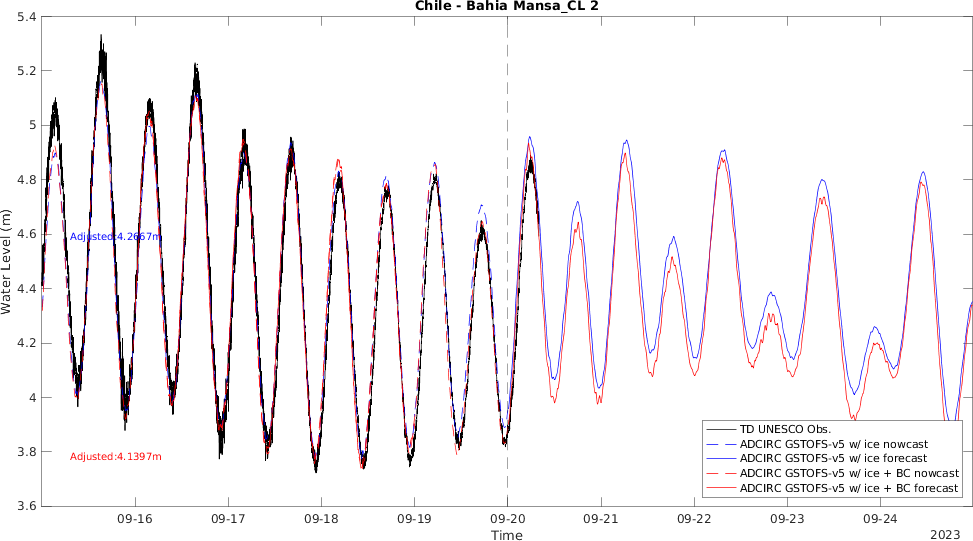 Chile - Bahia Mansa_CL 2
5.4
5.2
5
4.8
4.6
4.4
4.2
4
3.8
3.6
Water Level (m)
Adjusted:4.2667m
Adjusted:4.1397m
TD UNESCO Obs.
ADCIRC GSTOFS-v5 w/ ice nowcast
ADCIRC GSTOFS-v5 w/ ice forecast
ADCIRC GSTOFS-v5 w/ ice + BC nowcast
ADCIRC GSTOFS-v5 w/ ice + BC forecast
09-16 09-17 09-18 09-19 09-20 09-21 09-22 09-23 09-24
Time
2023